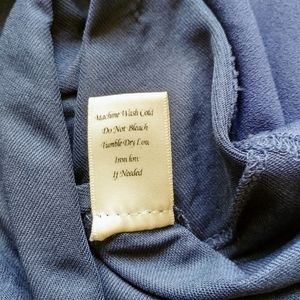 Machine Wash Cold
Do Not Bleach
Tumble Dry Low
Iron low
If Needed